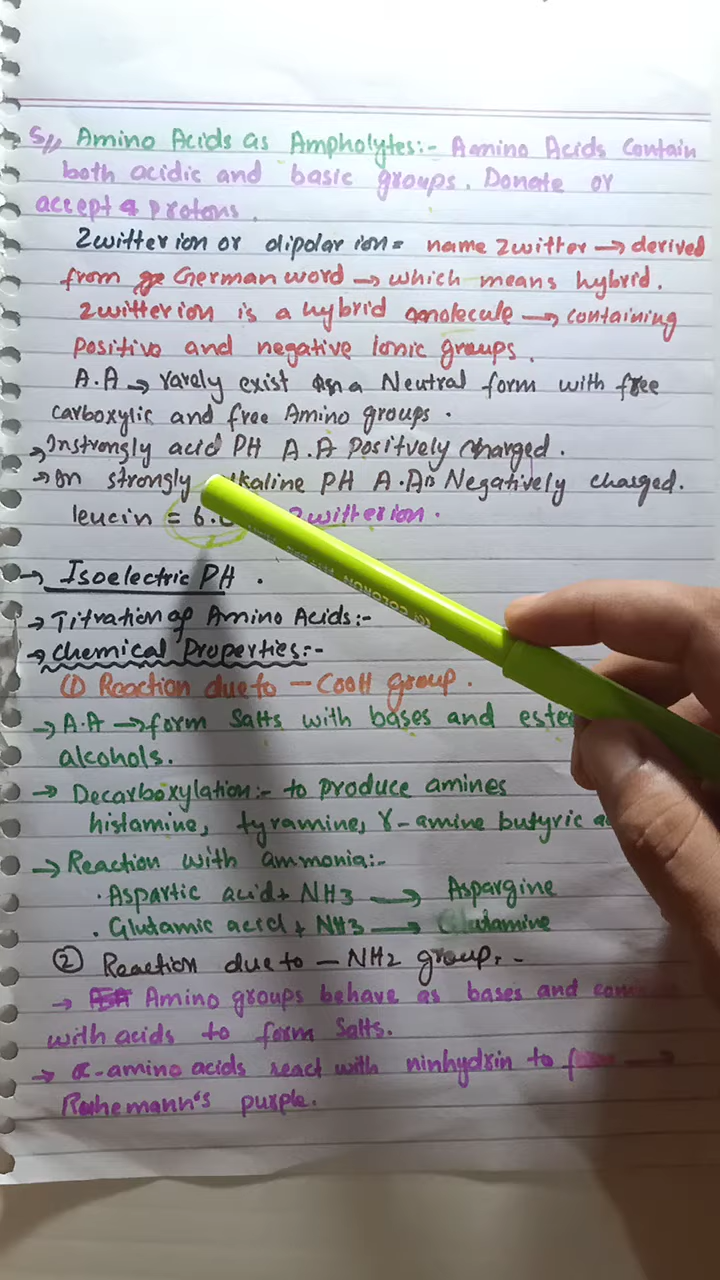 5, Amino Acids as Ampholytes:- Amino Acids Contain
both acidic and basic groups. Donate or
accept protons.
Zwitter ion or dipolar ion = name zwitter → derived
from German word → which means hybrid.
Zwitter ion is a hybrid molecule → containing
positive and negative Ionic groups.
A.A → rarely exist in a Neutral form with free
carboxylic and free Amino groups.
→ In strongly acid PH A.A Positvely charged.
→ On strongly alkaline PH A.A Negatively charged.
leucin = 6.0 Zwitterion.
→ Isoelectric PH.
→ Titration of Amino Acids:-
→ Chemical Properties:-
(1) Reaction due to - COOH group.
→ A.A → form Salts with bases and ester
alcohols.
→ Decarboxylation:- to produce amines
histamine, tyramine, γ-amine butyric
→ Reaction with ammonia:-
. Aspartic acid + NH3 → Aspargine
. Glutamic acid + NH3 → Glutamine
② Reaction due to - NH2 group.-
→ Amino groups behave as bases and
with acids to form Salts.
→ α-amino acids react with ninhydrin to form →
Ruhemann's purple.